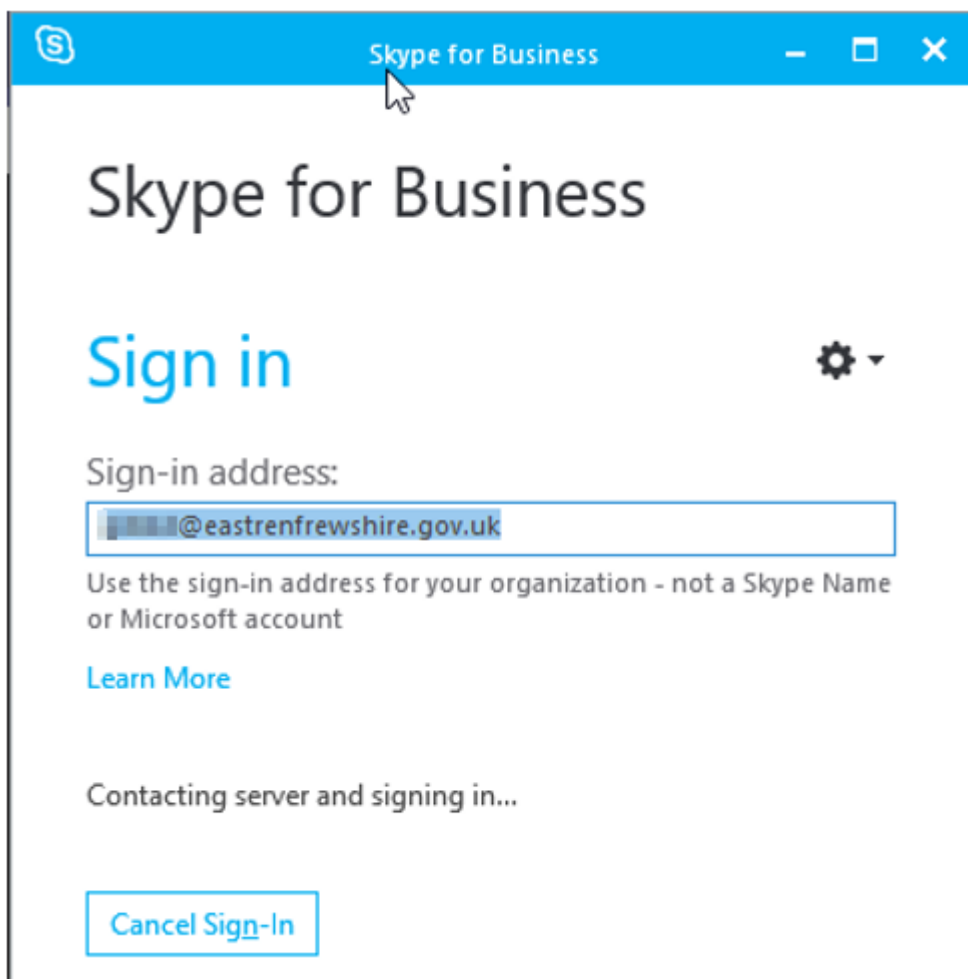 Skype for Business
Skype for Business
Sign in
Sign-in address:
@eastrenfrewshire.gov.uk
Use the sign-in address for your organization - not a Skype Name
or Microsoft account
Learn More
Contacting server and signing in...
Cancel Sign-In